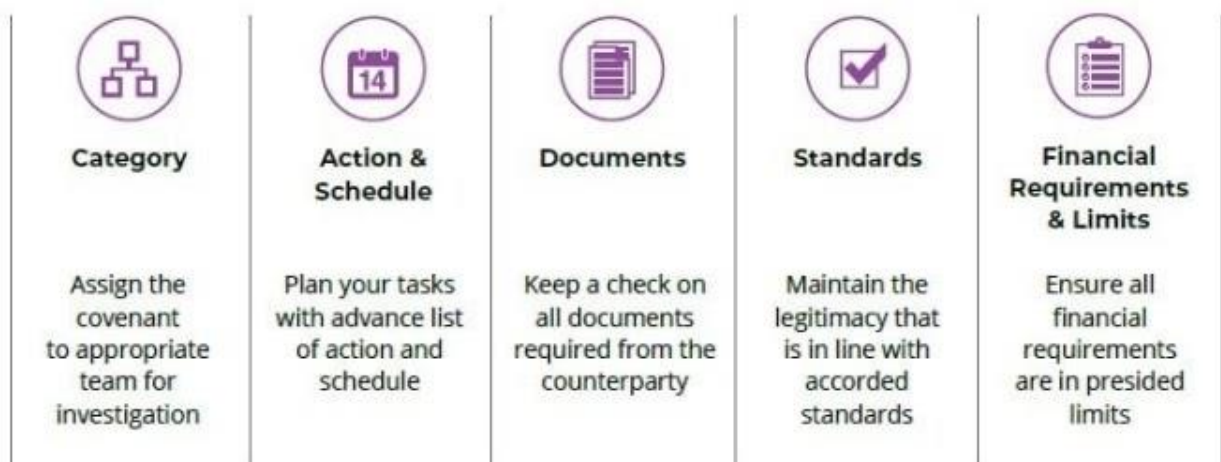 14
Category
Assign the
covenant
to appropriate
team for
investigation
Action &
Schedule
Plan your tasks
with advance list
of action and
schedule
Documents
Keep a check on
all documents
required from the
counterparty
Standards
Maintain the
legitimacy that
is in line with
accorded
standards
Financial
Requirements
& Limits
Ensure all
financial
requirements
are in presided
limits